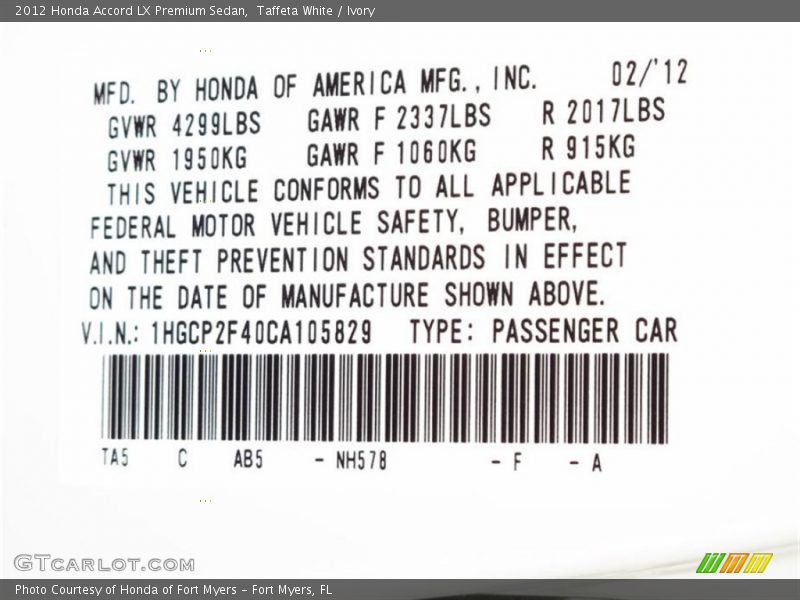 2012 Honda Accord LX Premium Sedan, Taffeta White / Ivory
MFD. BY HONDA OF AMERICA MFG., INC. 02/'12
GVWR 4299LBS GAWR F 2337LBS R 2017LBS
GVWR 1950KG GAWR F 1060KG R 915KG
THIS VEHICLE CONFORMS TO ALL APPLICABLE
FEDERAL MOTOR VEHICLE SAFETY, BUMPER,
AND THEFT PREVENTION STANDARDS IN EFFECT
ON THE DATE OF MANUFACTURE SHOWN ABOVE.
V.I.N.: 1HGCP2F40CA105829 TYPE: PASSENGER CAR
TA5 C AB5 - NH578 - F - A
GTcarlot.com
Photo Courtesy of Honda of Fort Myers - Fort Myers, FL